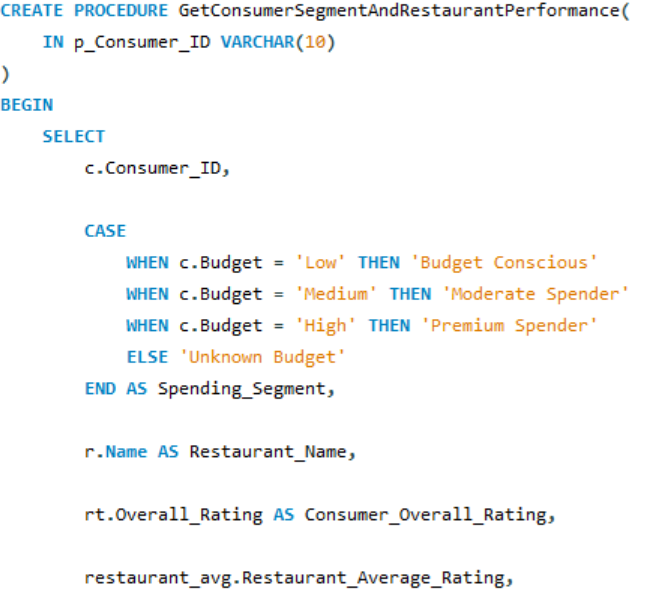 CREATE PROCEDURE GetConsumerSegmentAndRestaurantPerformance(
    IN p_Consumer_ID VARCHAR(10)
)
BEGIN
    SELECT
        c.Consumer_ID,

        CASE
            WHEN c.Budget = 'Low' THEN 'Budget Conscious'
            WHEN c.Budget = 'Medium' THEN 'Moderate Spender'
            WHEN c.Budget = 'High' THEN 'Premium Spender'
            ELSE 'Unknown Budget'
        END AS Spending_Segment,

        r.Name AS Restaurant_Name,

        rt.Overall_Rating AS Consumer_Overall_Rating,

        restaurant_avg.Restaurant_Average_Rating,